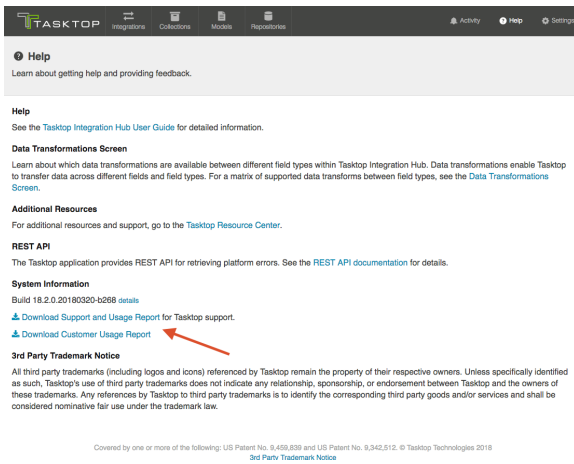 TASKTOP
Integrations
Collections
Models
Repositories
Activity
Help
Settings
Help
Learn about getting help and providing feedback.
Help
See the Tasktop Integration Hub User Guide for detailed information.
Data Transformations Screen
Learn about which data transformations are available between different field types within Tasktop Integration Hub. Data transformations enable Tasktop
to transfer data across different fields and field types. For a matrix of supported data transforms between field types, see the Data Transformations
Screen.
Additional Resources
For additional resources and support, go to the Tasktop Resource Center.
REST API
The Tasktop application provides REST API for retrieving platform errors. See the REST API documentation for details.
System Information
Build 18.2.0.20180320-b268 details
Download Support and Usage Report for Tasktop support.
Download Customer Usage Report
3rd Party Trademark Notice
All third party trademarks (including logos and icons) referenced by Tasktop remain the property of their respective owners. Unless specifically identified
as such, Tasktop's use of third party trademarks does not indicate any relationship, sponsorship, or endorsement between Tasktop and the owners of
these trademarks. Any references by Tasktop to third party trademarks is to identify the corresponding third party goods and/or services and shall be
considered nominative fair use under the trademark law.
Covered by one or more of the following: US Patent No. 9,459,839 and US Patent No. 9,342,512. © Tasktop Technologies 2018
3rd Party Trademark Notice